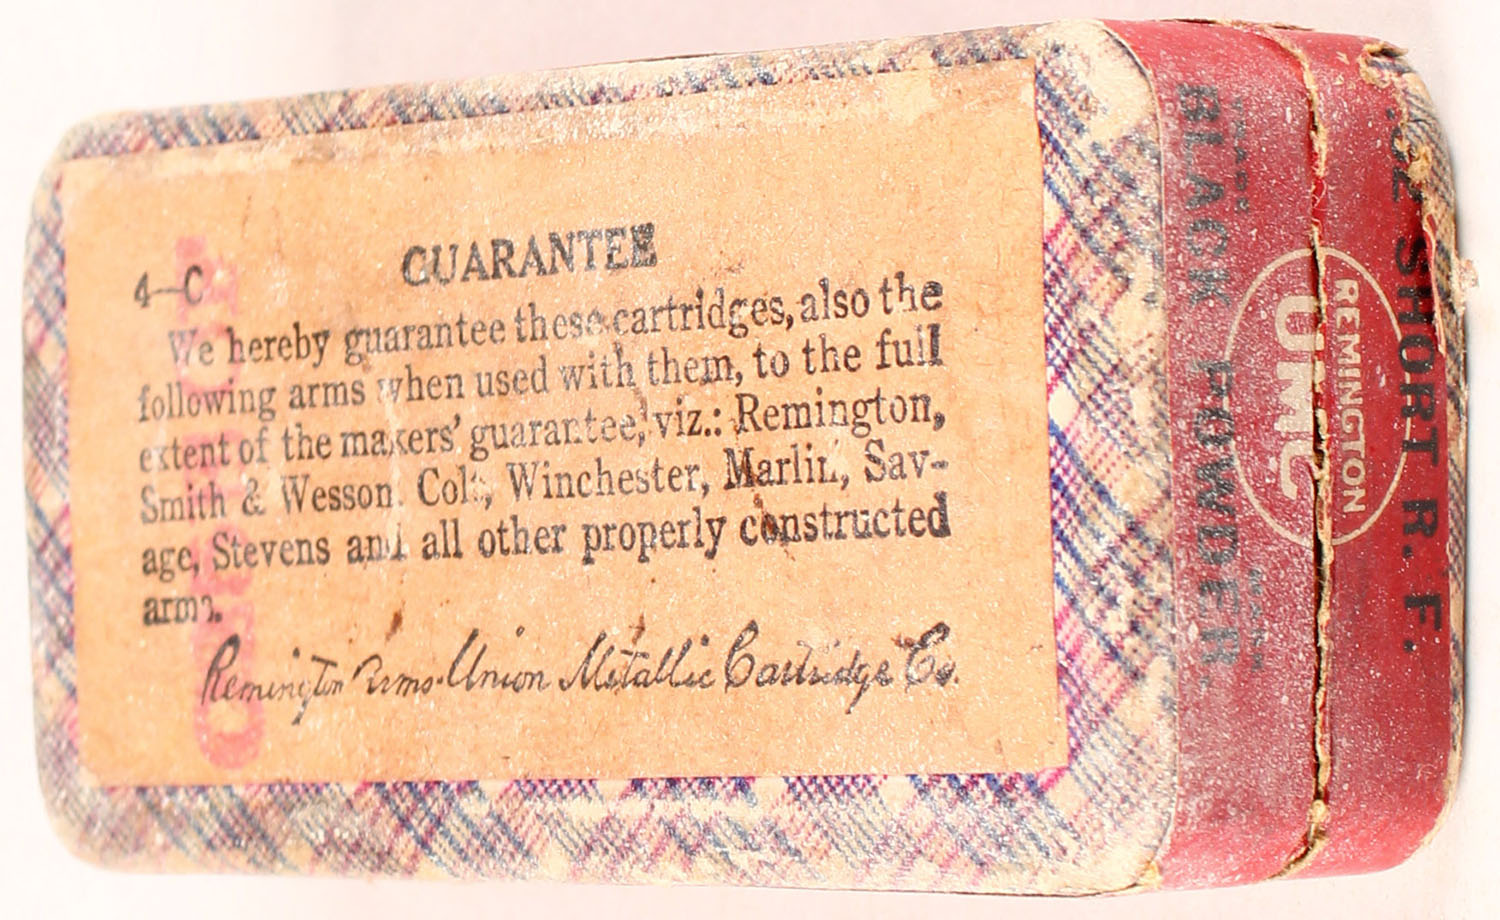 GUARANTEE
4-C
We hereby guarantee these cartridges, also the
following arms when used with them, to the full
extent of the makers' guarantee, viz.: Remington,
Smith & Wesson, Colt, Winchester, Marlin, Sav-
age, Stevens and all other properly constructed
arms.
Remington Arms-Union Metallic Cartridge Co.
.32 SHORT R. F.
REMINGTON
UMC
BLACK POWDER.